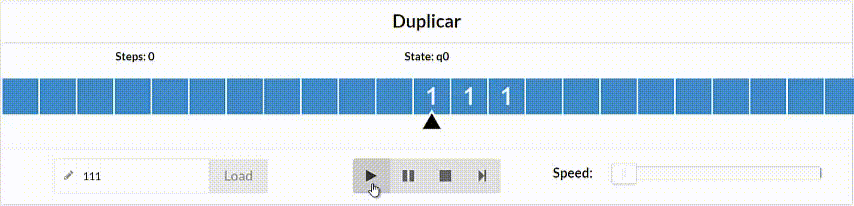 Duplicar
Steps: 0 State: q0
1 1 1
111 Load Speed: